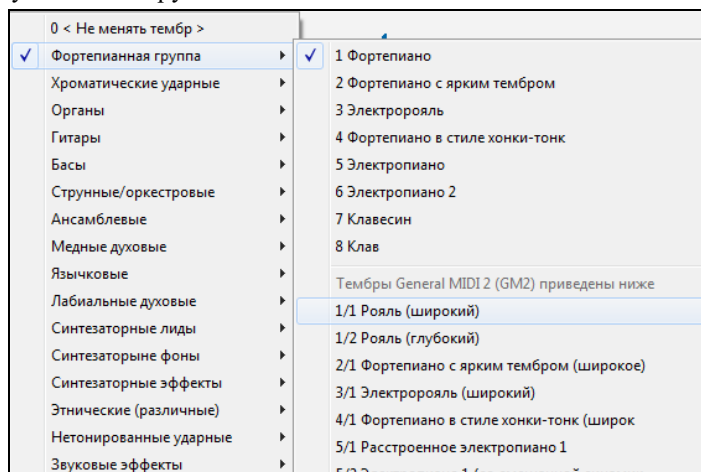 0 < Не менять тембр >
Фортепианная группа
Хроматические ударные
Органы
Гитары
Басы
Струнные/оркестровые
Ансамблевые
Медные духовые
Язычковые
Лабиальные духовые
Синтезаторные лиды
Синтезаторыне фоны
Синтезаторные эффекты
Этнические (различные)
Нетонированные ударные
Звуковые эффекты
1 Фортепиано
2 Фортепиано с ярким тембром
3 Электророяль
4 Фортепиано в стиле хонки-тонк
5 Электропиано
6 Электропиано 2
7 Клавесин
8 Клав
Тембры General MIDI 2 (GM2) приведены ниже
1/1 Рояль (широкий)
1/2 Рояль (глубокий)
2/1 Фортепиано с ярким тембром (широкое)
3/1 Электророяль (широкий)
4/1 Фортепиано в стиле хонки-тонк (широк
5/1 Расстроенное электропиано 1